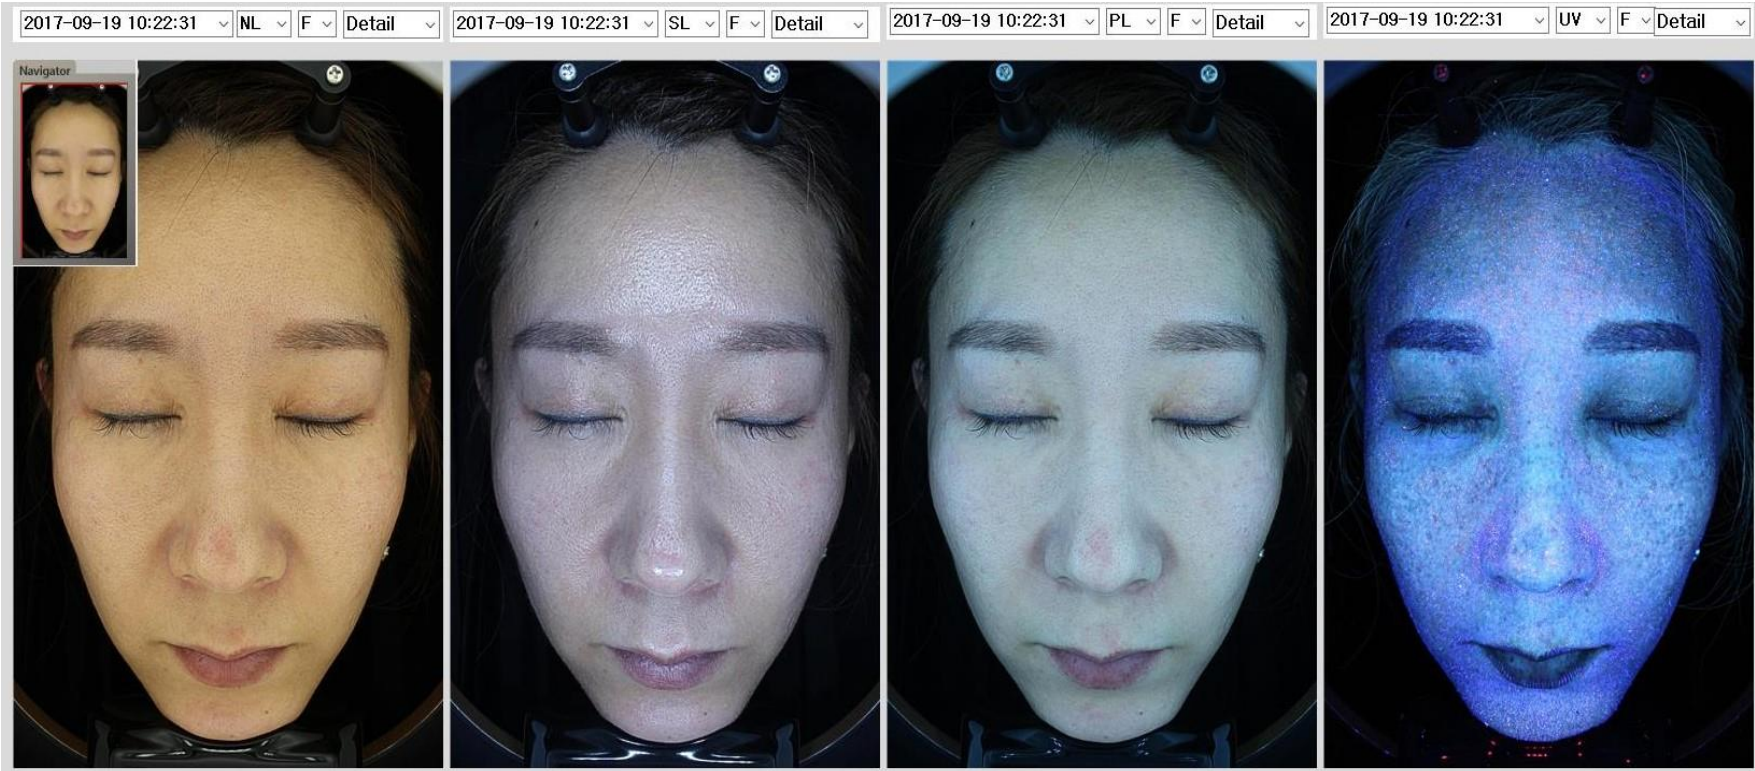 2017-09-19 10:22:31 NL F Detail
2017-09-19 10:22:31 SL F Detail
2017-09-19 10:22:31 PL F Detail
2017-09-19 10:22:31 UV F Detail
Navigator